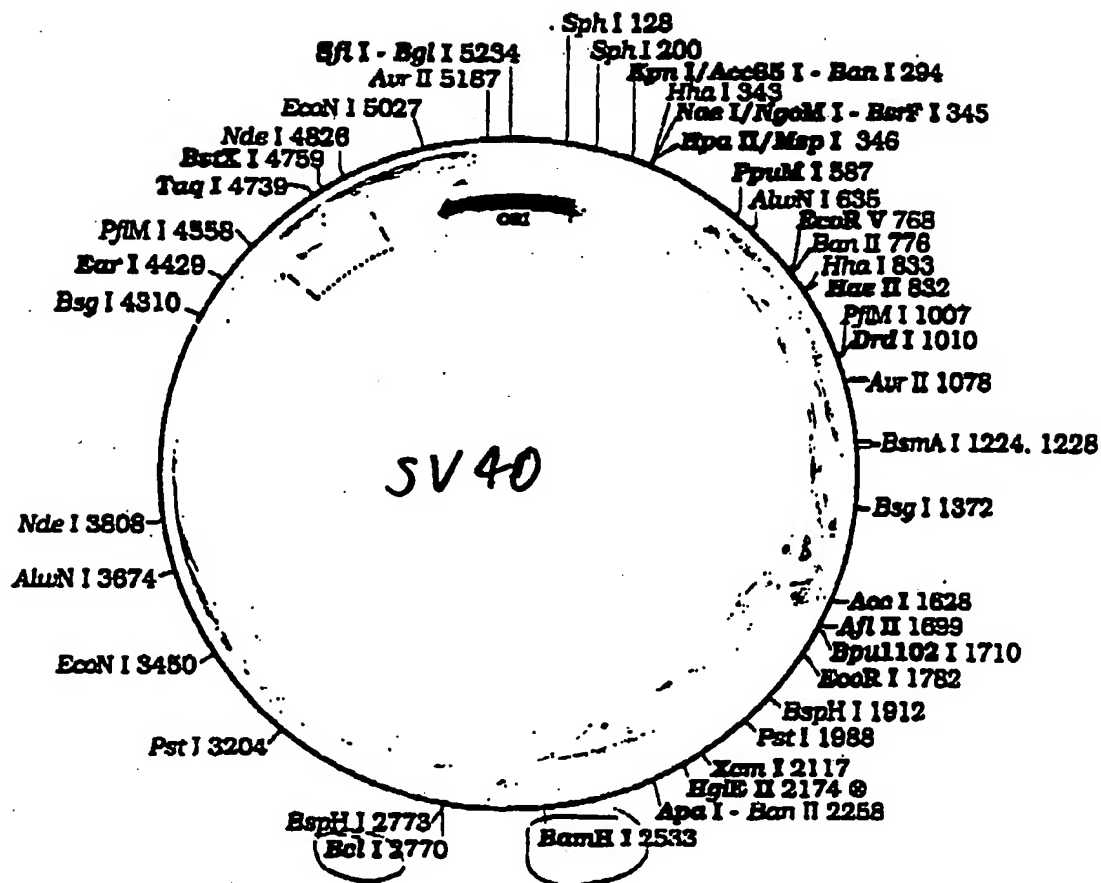 Sph I 128
Sph I 200
Kpn I/Acc65 I - Ban I 294
Hha I 343
Nae I/NgoM I - BsrF I 345
Hpa II/Msp I 346
PpuM I 587
AlwN I 635
EcoR V 768
Ban II 776
Hha I 833
Hae II 832
PflM I 1007
Drd I 1010
Avr II 1078
BsmA I 1224, 1228
Bsg I 1372
Acc I 1628
Afl II 1699
Bpu1102 I 1710
EcoR I 1782
BspH I 1912
Pst I 1988
Xcm I 2117
HgiE II 2174 ⊗
Apa I - Ban II 2258
BamH I 2533
Bcl I 2770
BspH I 2773
Pst I 3204
EcoN I 3450
AlwN I 3674
Nde I 3808
Bsg I 4310
Ear I 4429
PflM I 4558
Taq I 4739
BstX I 4759
Nde I 4826
EcoN I 5027
Avr II 5187
Sfi I - Bgl I 5234
ori
SV40